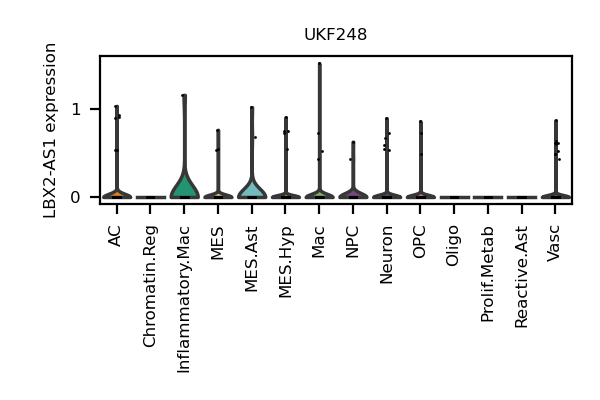 UKF248
LBX2-AS1 expression
1
0
AC
Chromatin.Reg
Inflammatory.Mac
MES
MES.Ast
MES.Hyp
Mac
NPC
Neuron
OPC
Oligo
Prolif.Metab
Reactive.Ast
Vasc